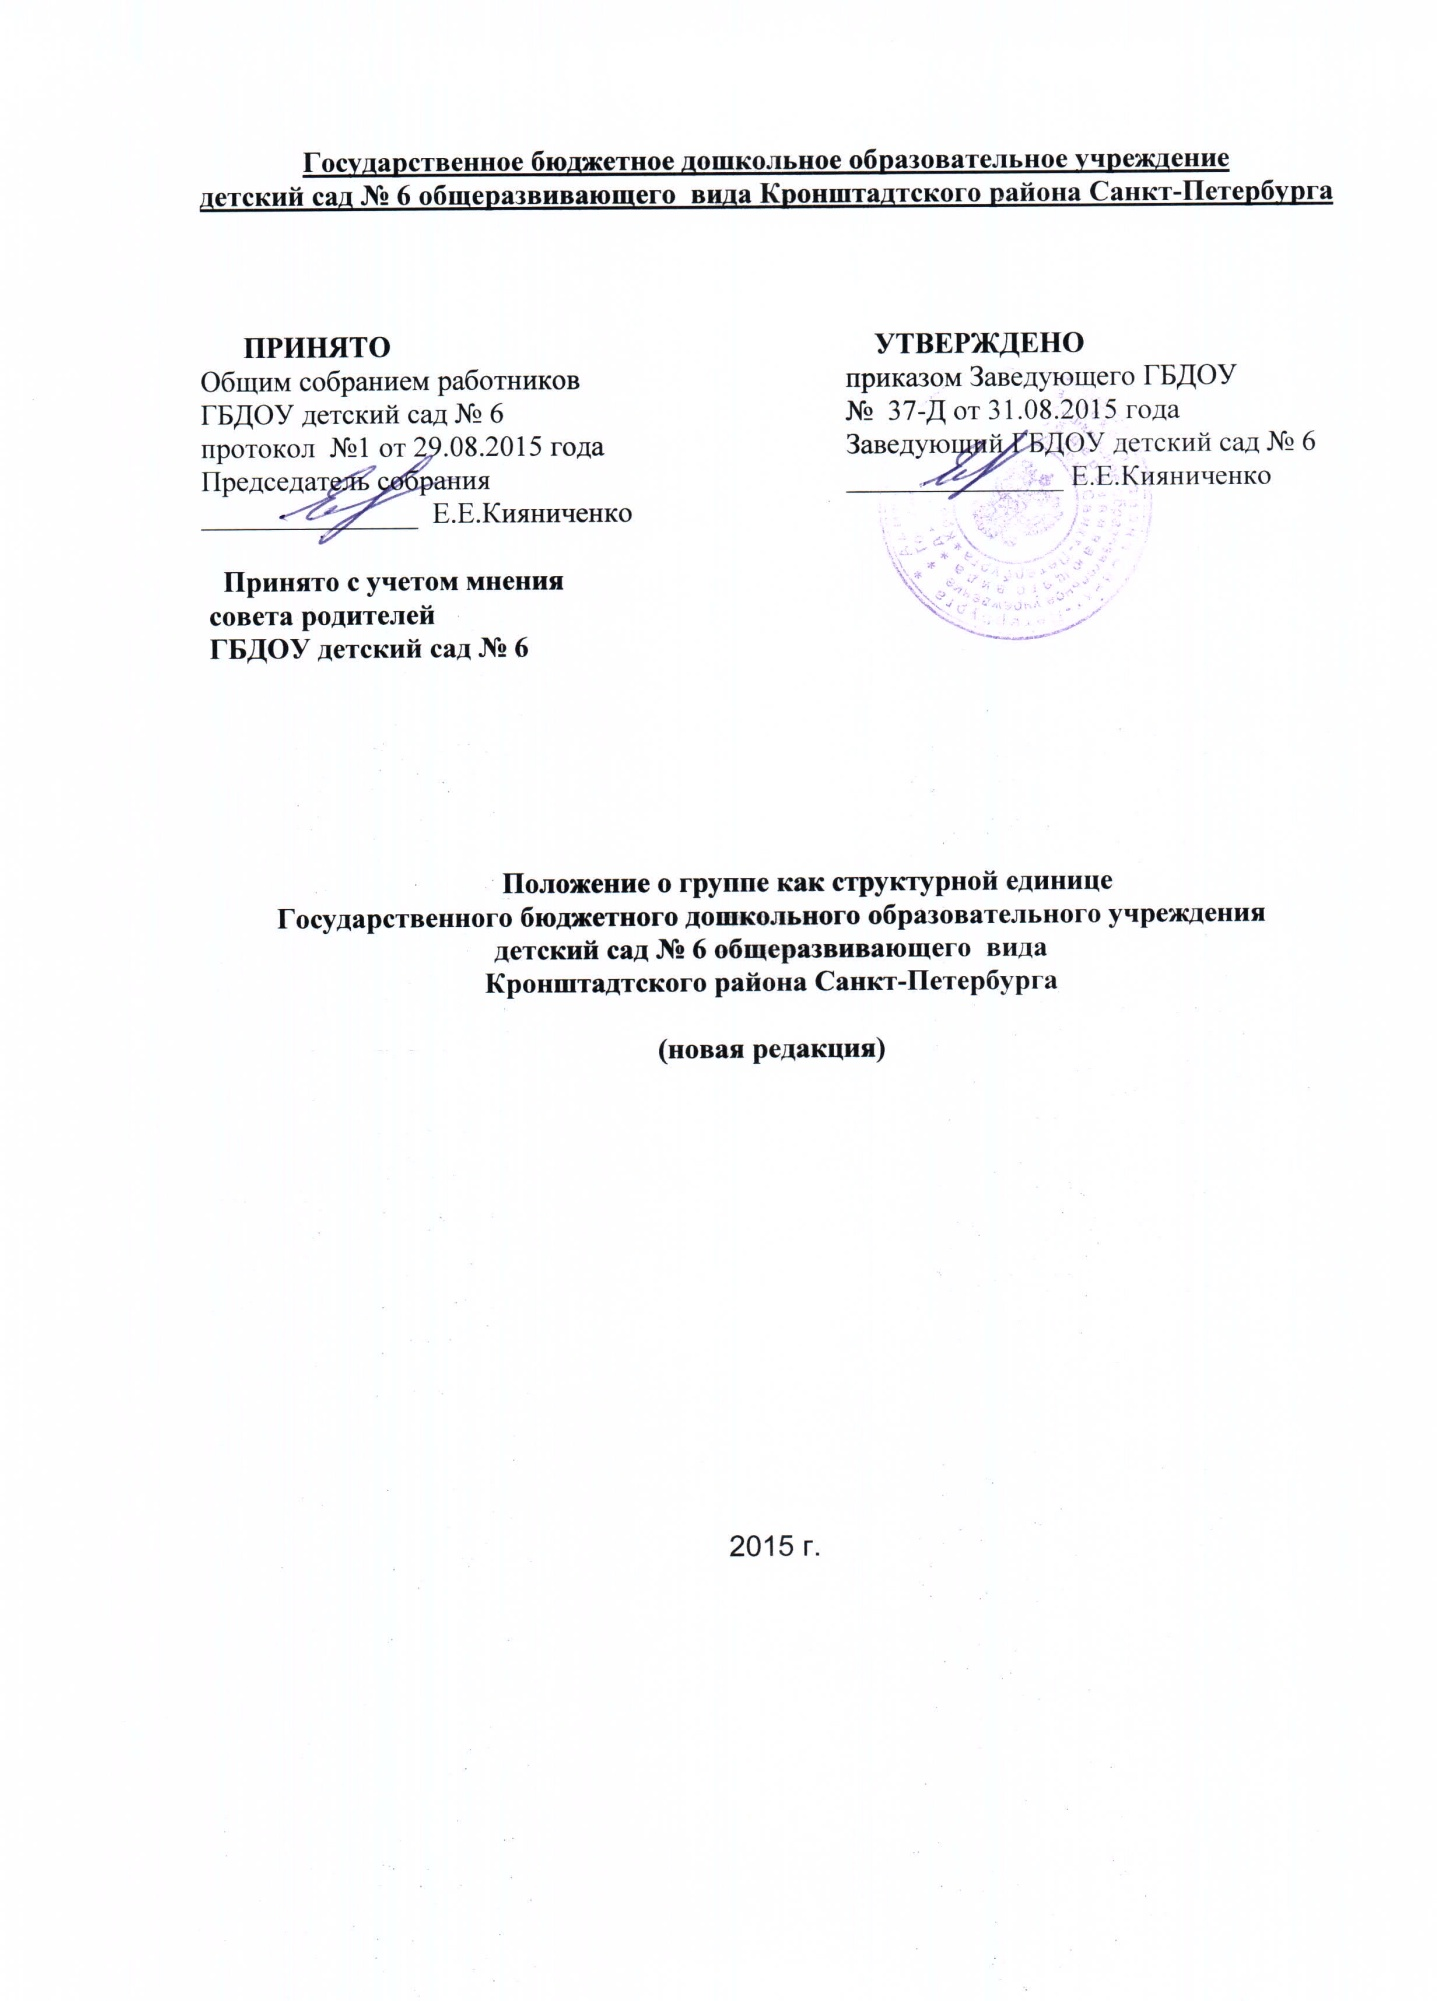 Государственное бюджетное дошкольное образовательное учреждение
детский сад № 6 общеразвивающего вида Кронштадтского района Санкт-Петербурга
ПРИНЯТО
Общим собранием работников
ГБДОУ детский сад № 6
протокол №1 от 29.08.2015 года
Председатель собрания
________________ Е.Е.Кияниченко
Принято с учетом мнения
совета родителей
ГБДОУ детский сад № 6
УТВЕРЖДЕНО
приказом Заведующего ГБДОУ
№ 37-Д от 31.08.2015 года
Заведующий ГБДОУ детский сад № 6
________________ Е.Е.Кияниченко
Положение о группе как структурной единице
Государственного бюджетного дошкольного образовательного учреждения
детский сад № 6 общеразвивающего вида
Кронштадтского района Санкт-Петербурга
(новая редакция)
2015 г.